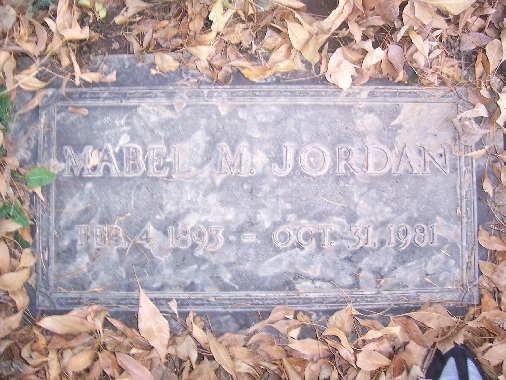 MABEL M. JORDAN
FEB. 4, 1893 = OCT. 31, 1981